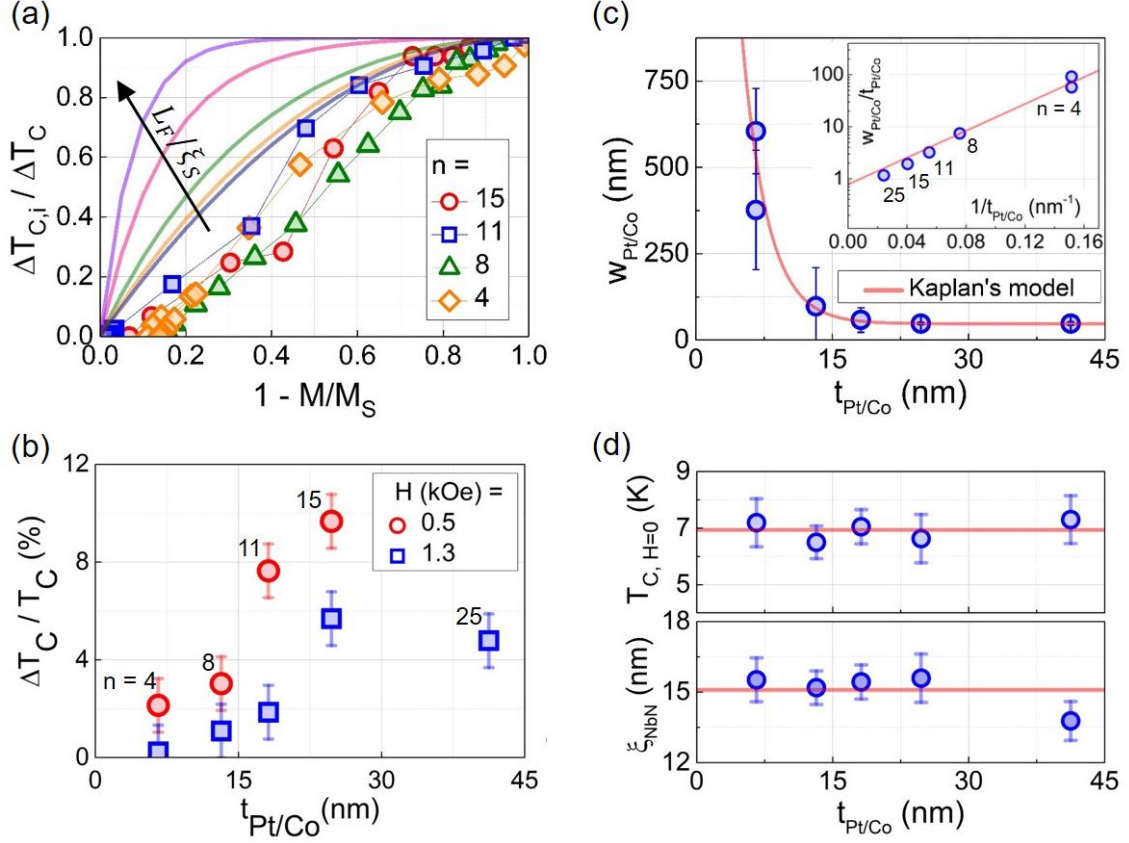 (a)
1.0
0.8
0.6
0.4
0.2
0.0
ΔT_C,i / ΔT_C
L_F/ξ_S
n =
15
11
8
4
0.0 0.2 0.4 0.6 0.8 1.0
1 - M/M_S
(b)
12
8
4
0
ΔT_C / T_C (%)
H (kOe) =
0.5
1.3
15
11
8
n = 4
25
0 15 30 45
t_Pt/Co (nm)
(c)
750
500
250
0
w_Pt/Co (nm)
100
10
1
w_Pt/Co/t_Pt/Co
n = 4
8
11
15
25
0.00 0.04 0.08 0.12 0.16
1/t_Pt/Co (nm⁻¹)
Kaplan's model
0 15 30 45
t_Pt/Co (nm)
(d)
9
7
5
T_C, H=0 (K)
18
15
12
ξ_NbN (nm)
0 15 30 45
t_Pt/Co (nm)